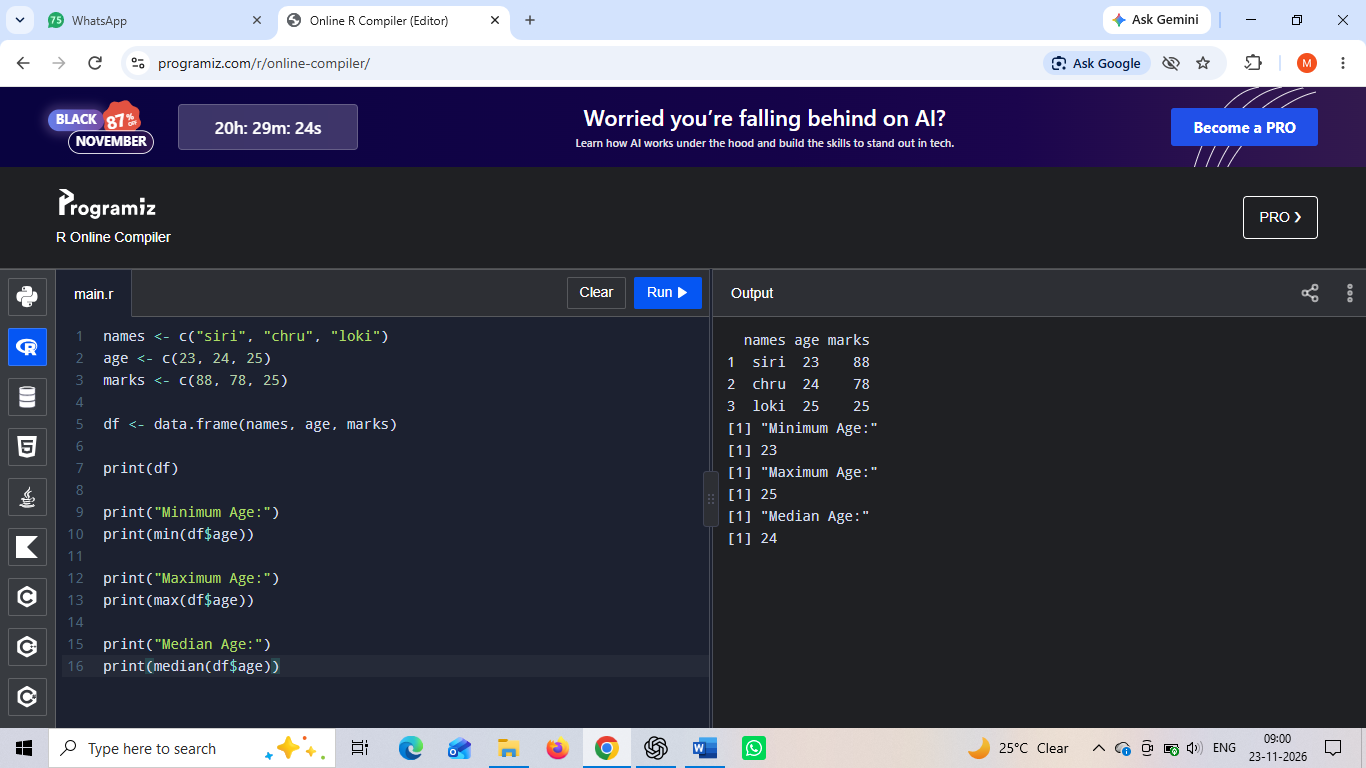 75
WhatsApp
Online R Compiler (Editor)
Ask Gemini
programiz.com/r/online-compiler/
Ask Google
M
BLACK
87% OFF
NOVEMBER
20h: 29m: 24s
Worried you’re falling behind on AI?
Learn how AI works under the hood and build the skills to stand out in tech.
Become a PRO
Programiz
R Online Compiler
PRO ❯
main.r
Clear
Run
Output
1 names <- c("siri", "chru", "loki")
2 age <- c(23, 24, 25)
3 marks <- c(88, 78, 25)
4
5 df <- data.frame(names, age, marks)
6
7 print(df)
8
9 print("Minimum Age:")
10 print(min(df$age))
11
12 print("Maximum Age:")
13 print(max(df$age))
14
15 print("Median Age:")
16 print(median(df$age))
names age marks
1 siri 23 88
2 chru 24 78
3 loki 25 25
[1] "Minimum Age:"
[1] 23
[1] "Maximum Age:"
[1] 25
[1] "Median Age:"
[1] 24
Type here to search
25°C Clear
ENG
09:00
23-11-2026